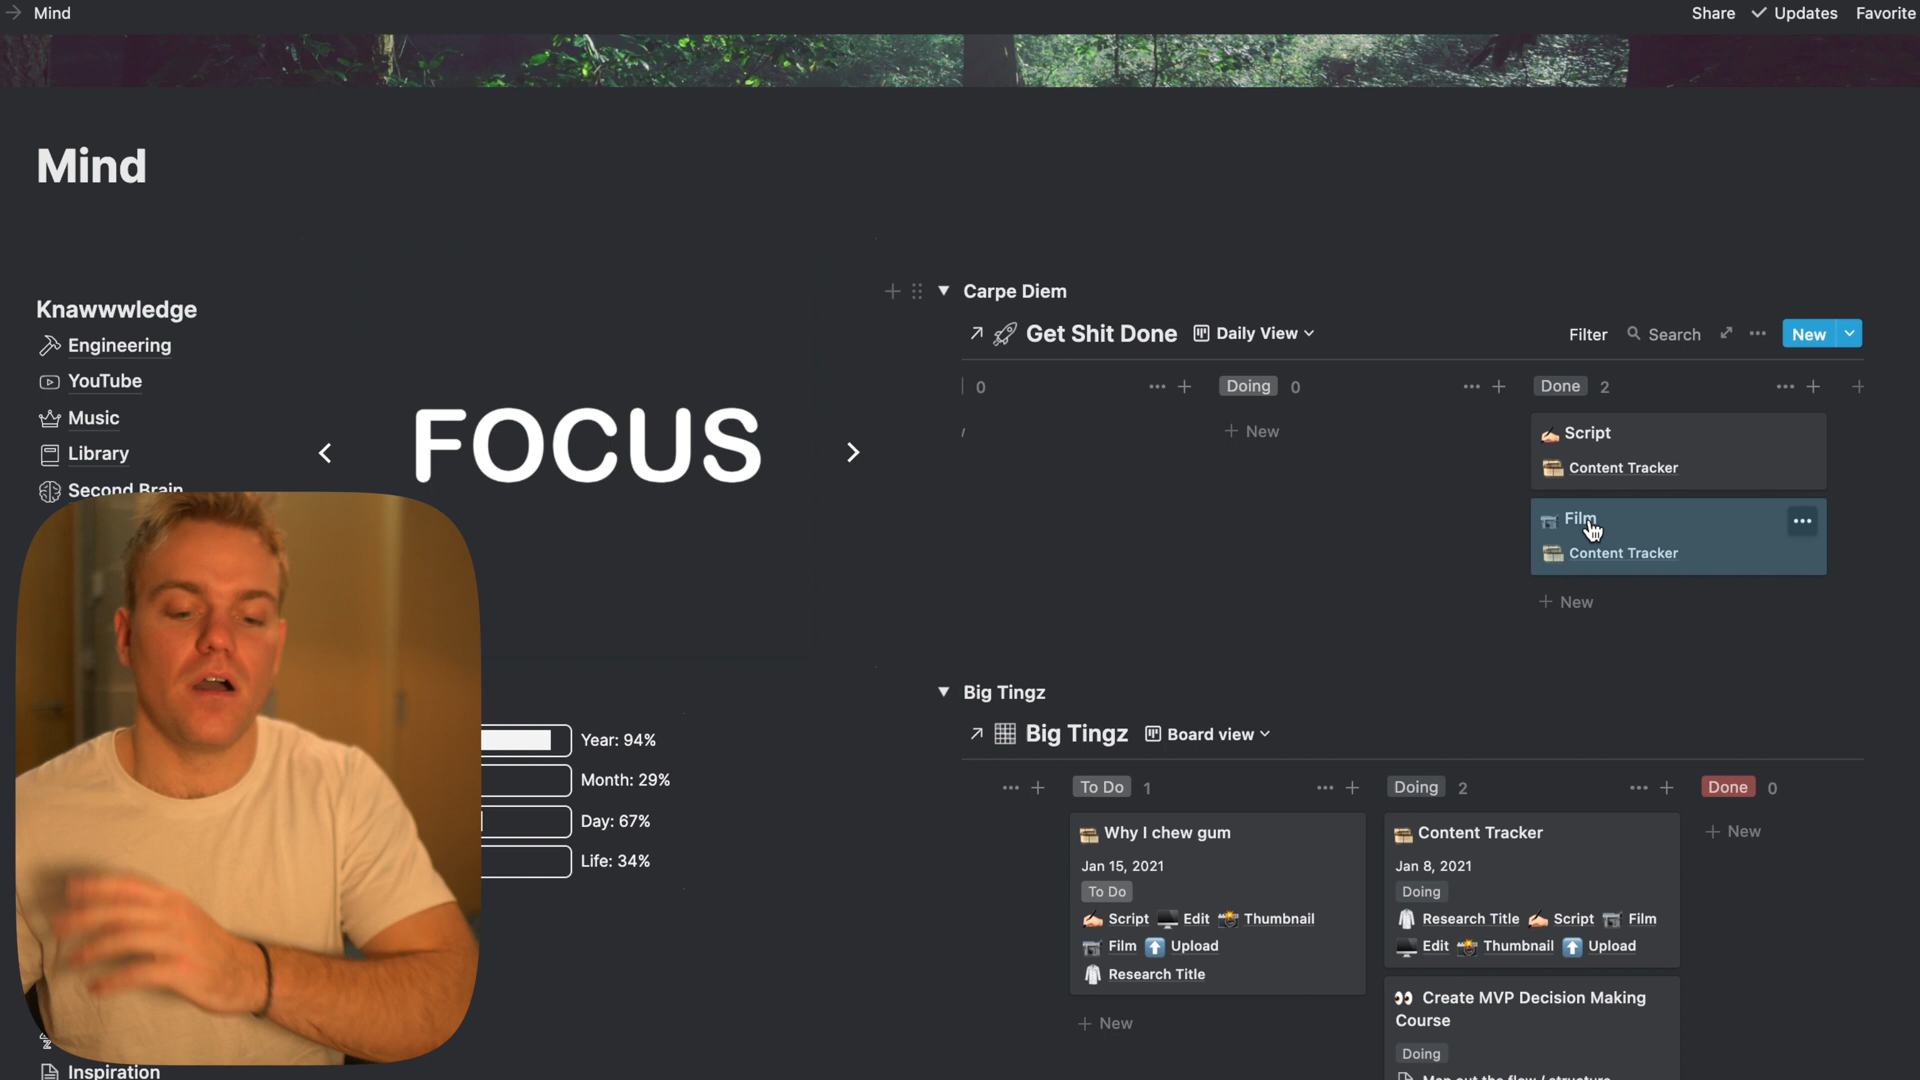 Mind
Share Updates Favorite
Mind
Knawwwledge
Engineering
YouTube
Music
Library
Second Brain
Inspiration
FOCUS
Year: 94%
Month: 29%
Day: 67%
Life: 34%
Carpe Diem
Get Shit Done Daily View
Filter Search New
0
Doing 0
New
Done 2
Script
Content Tracker
Film
Content Tracker
New
Big Tingz
Big Tingz Board view
To Do 1
Why I chew gum
Jan 15, 2021
To Do
Script Edit Thumbnail
Film Upload
Research Title
New
Doing 2
Content Tracker
Jan 8, 2021
Doing
Research Title Script Film
Edit Thumbnail Upload
Create MVP Decision Making
Course
Doing
Done 0
New